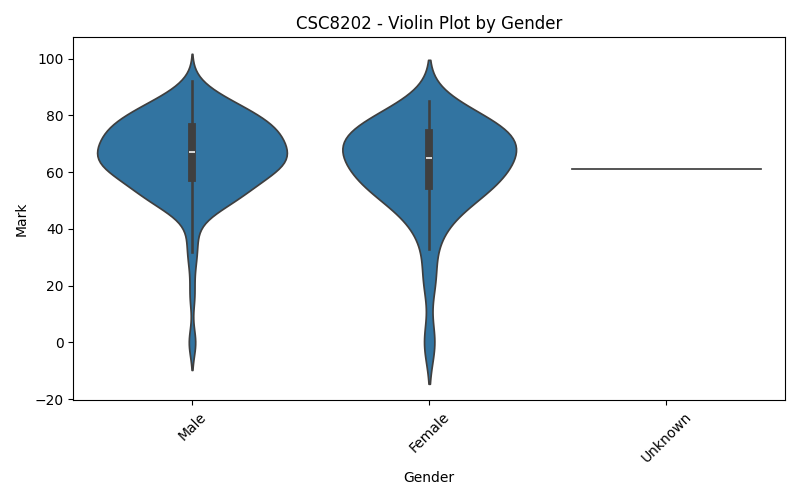 CSC8202 - Violin Plot by Gender
Mark
100
80
60
40
20
0
−20
Male
Female
Unknown
Gender